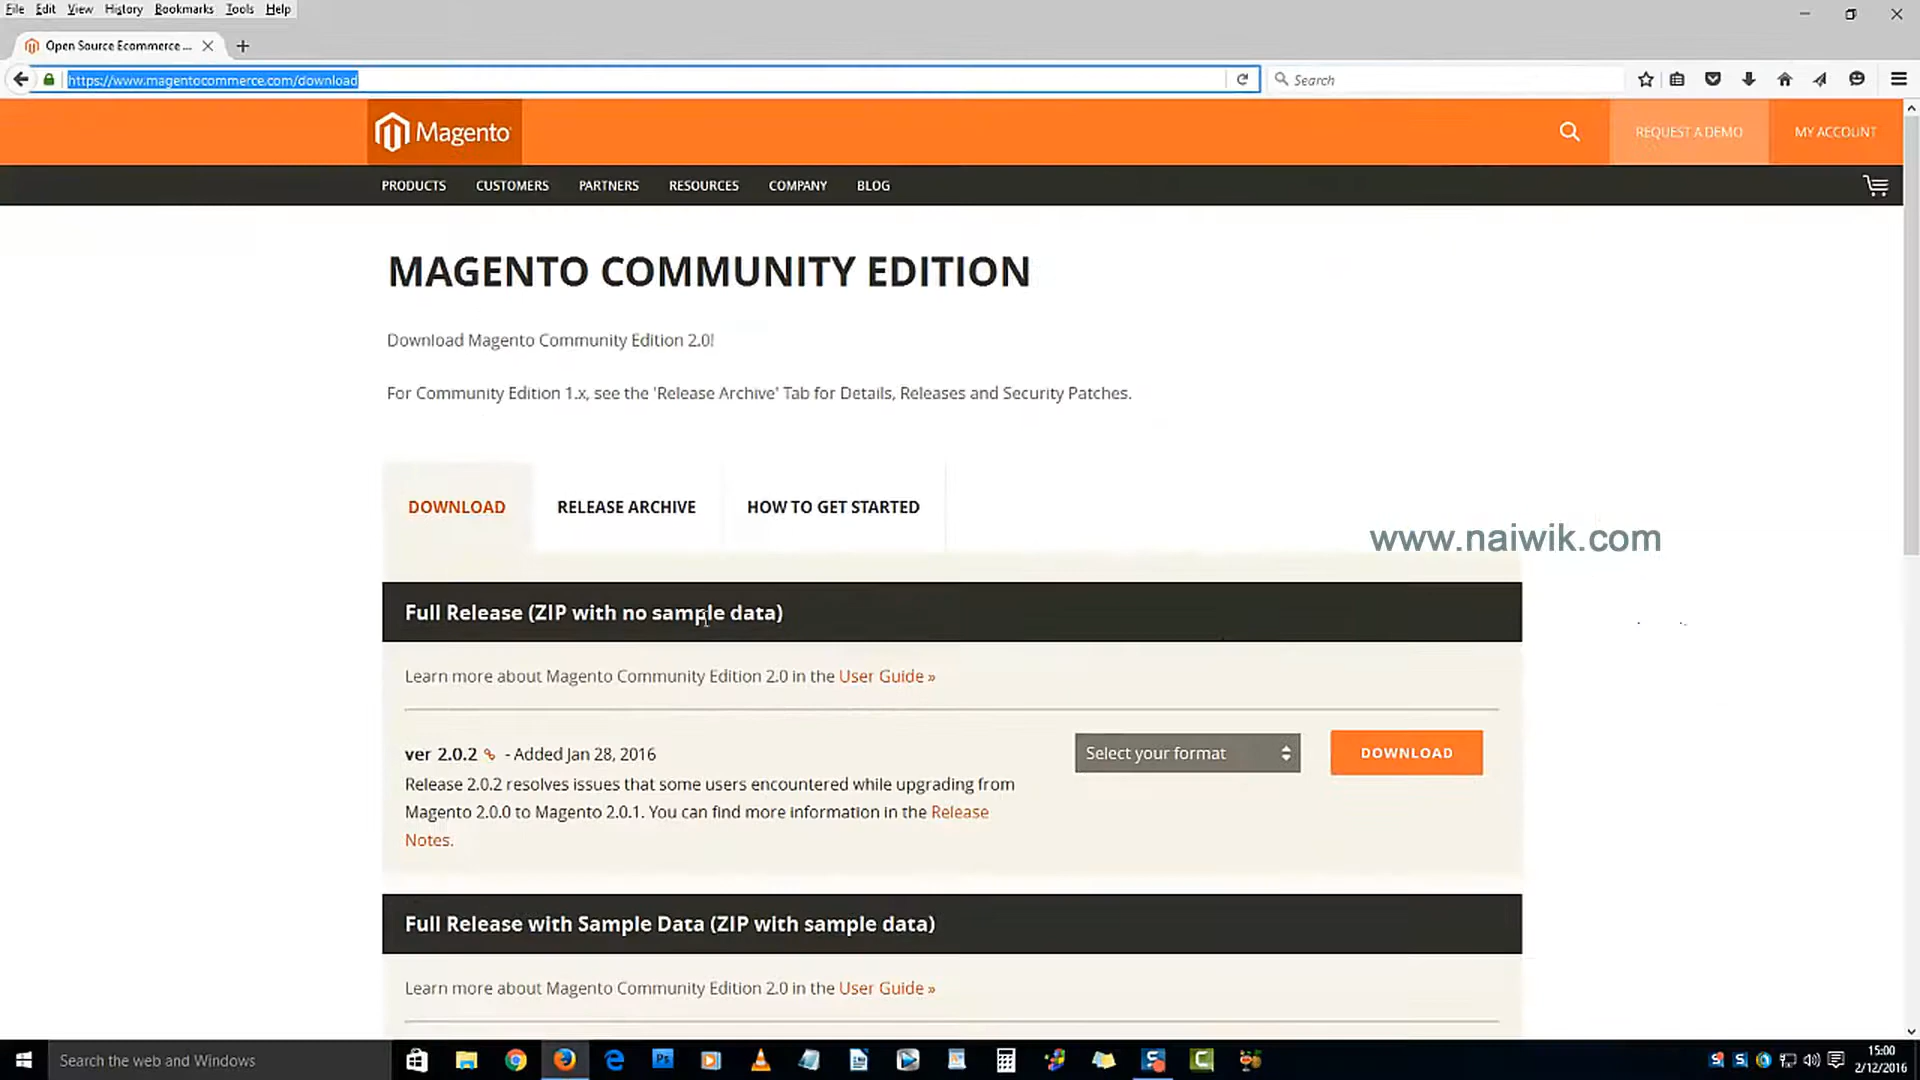 File Edit View History Bookmarks Tools Help
Open Source Ecommerce ...
https://www.magentocommerce.com/download
Search
Magento
REQUEST A DEMO
MY ACCOUNT
PRODUCTS CUSTOMERS PARTNERS RESOURCES COMPANY BLOG
MAGENTO COMMUNITY EDITION
Download Magento Community Edition 2.0!
For Community Edition 1.x, see the 'Release Archive' Tab for Details, Releases and Security Patches.
DOWNLOAD RELEASE ARCHIVE HOW TO GET STARTED
www.naiwik.com
Full Release (ZIP with no sample data)
Learn more about Magento Community Edition 2.0 in the User Guide »
ver 2.0.2 - Added Jan 28, 2016
Select your format
DOWNLOAD
Release 2.0.2 resolves issues that some users encountered while upgrading from
Magento 2.0.0 to Magento 2.0.1. You can find more information in the Release
Notes.
Full Release with Sample Data (ZIP with sample data)
Learn more about Magento Community Edition 2.0 in the User Guide »
Search the web and Windows
Ps
15:00
2/12/2016